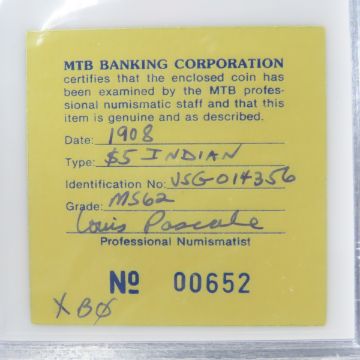 MTB BANKING CORPORATION
certifies that the enclosed coin has
been examined by the MTB profes-
sional numismatic staff and that this
item is genuine and as described.
Date: 1908
Type: $5 INDIAN
Identification No: USG014356
Grade: MS62
Louis Pascale
Professional Numismatist
No 00652
XBO